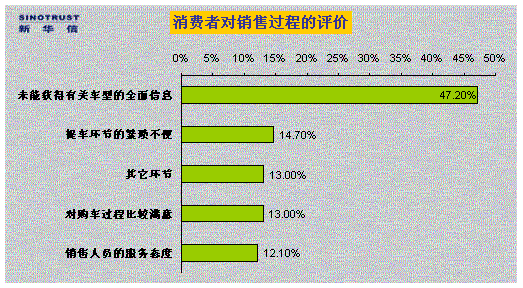 SINOTRUST
新华信
消费者对销售过程的评价
0% 5% 10% 15% 20% 25% 30% 35% 40% 45% 50%
未能获得有关车型的全面信息 47.20%
提车环节的繁琐不便 14.70%
其它环节 13.00%
对购车过程比较满意 13.00%
销售人员的服务态度 12.10%